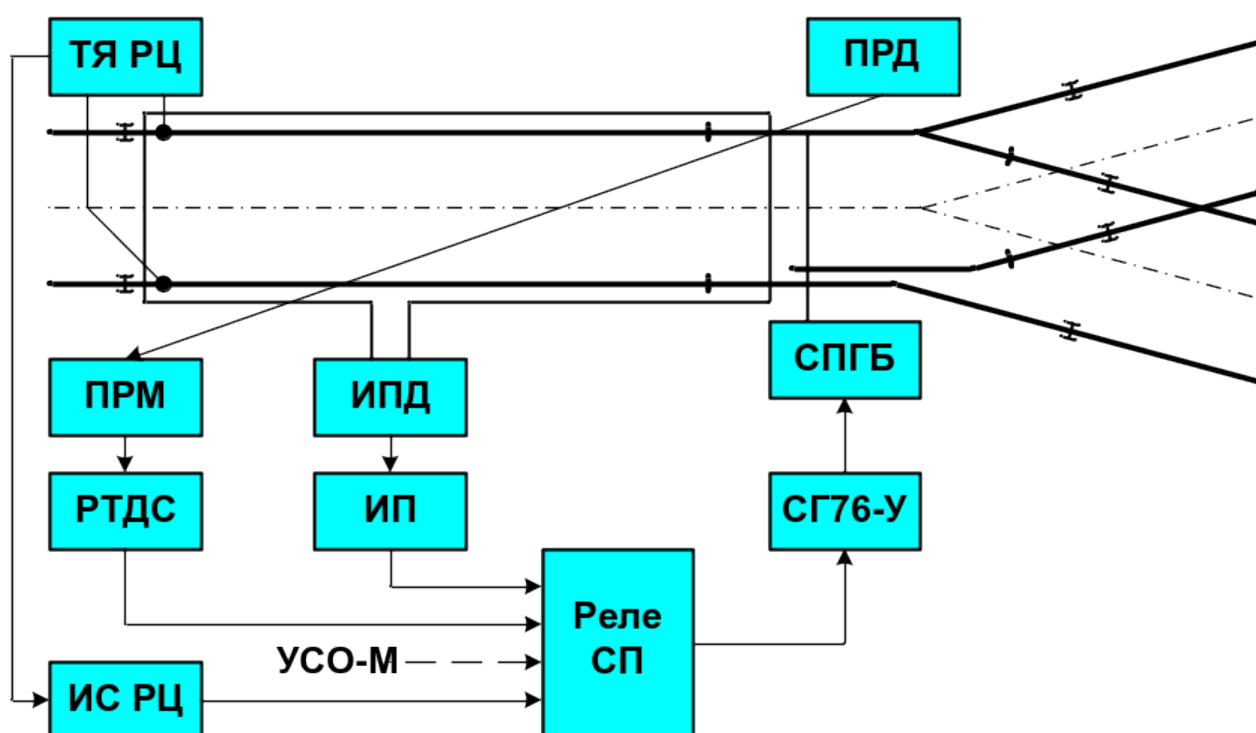 ТЯ РЦ
ПРД
ПРМ
ИПД
СПГБ
РТДС
ИП
СГ76-У
Реле
СП
УСО-М
ИС РЦ